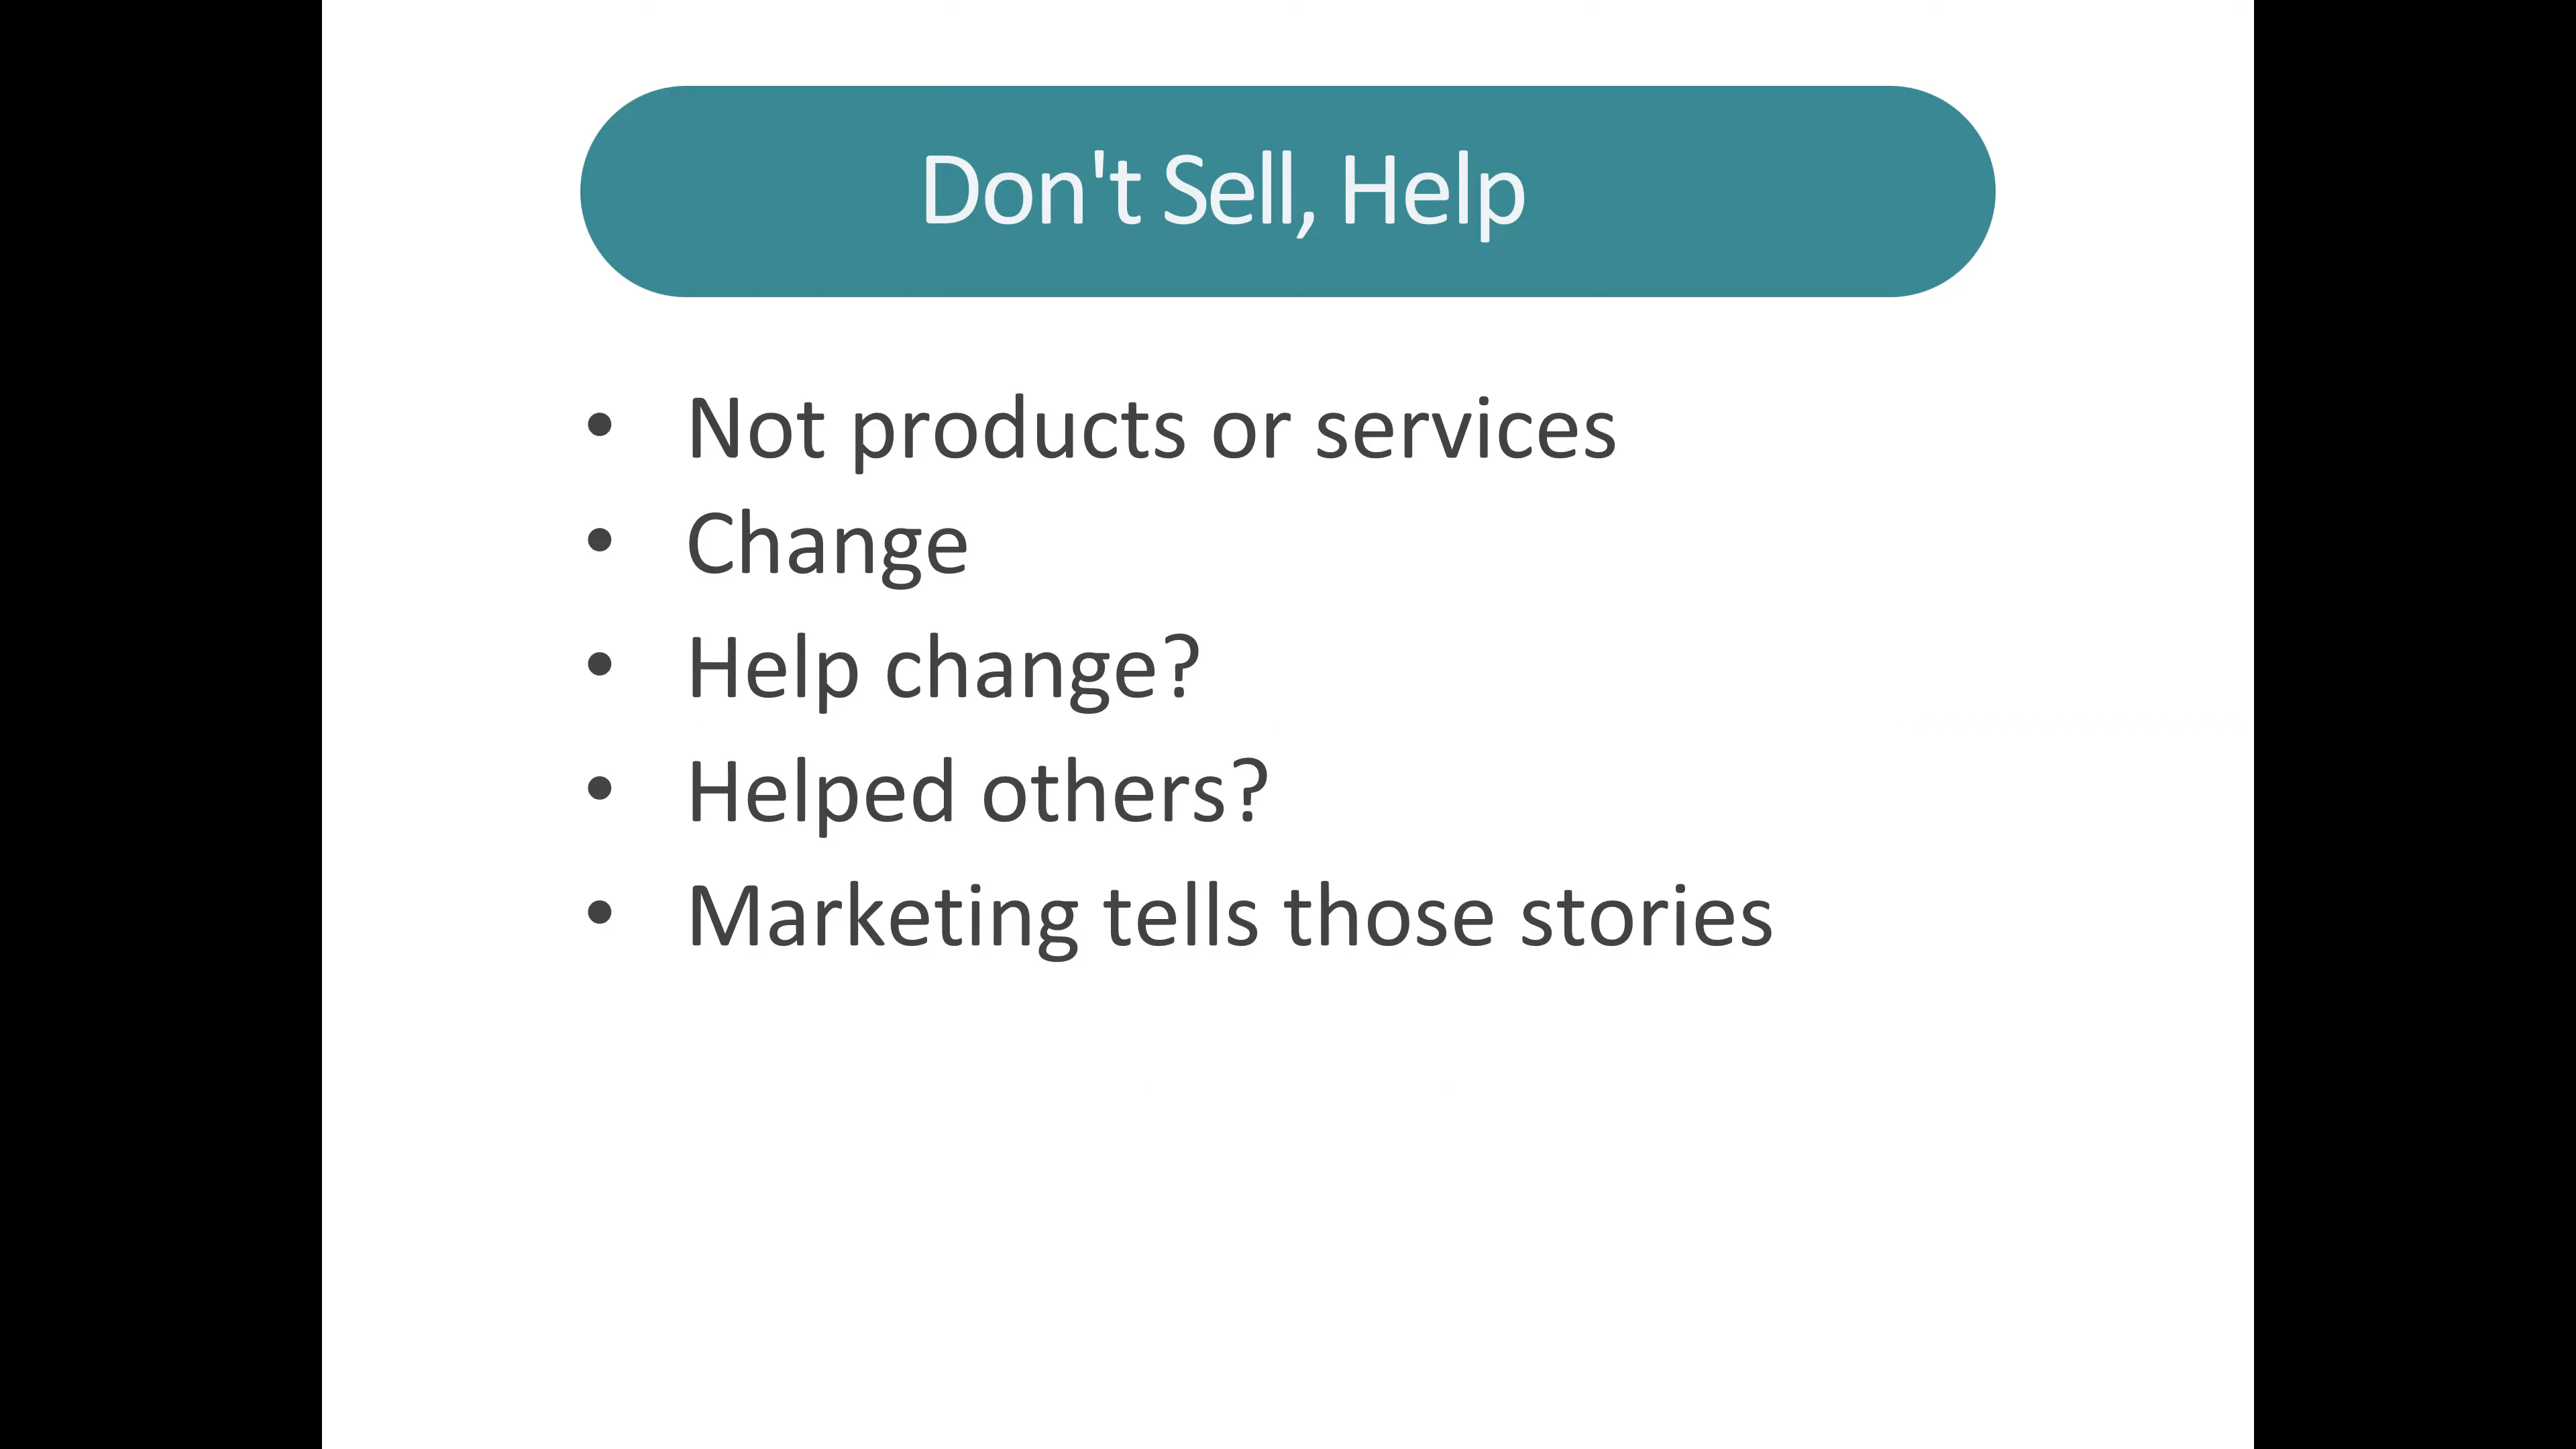 Don't Sell, Help
• Not products or services
• Change
• Help change?
• Helped others?
• Marketing tells those stories